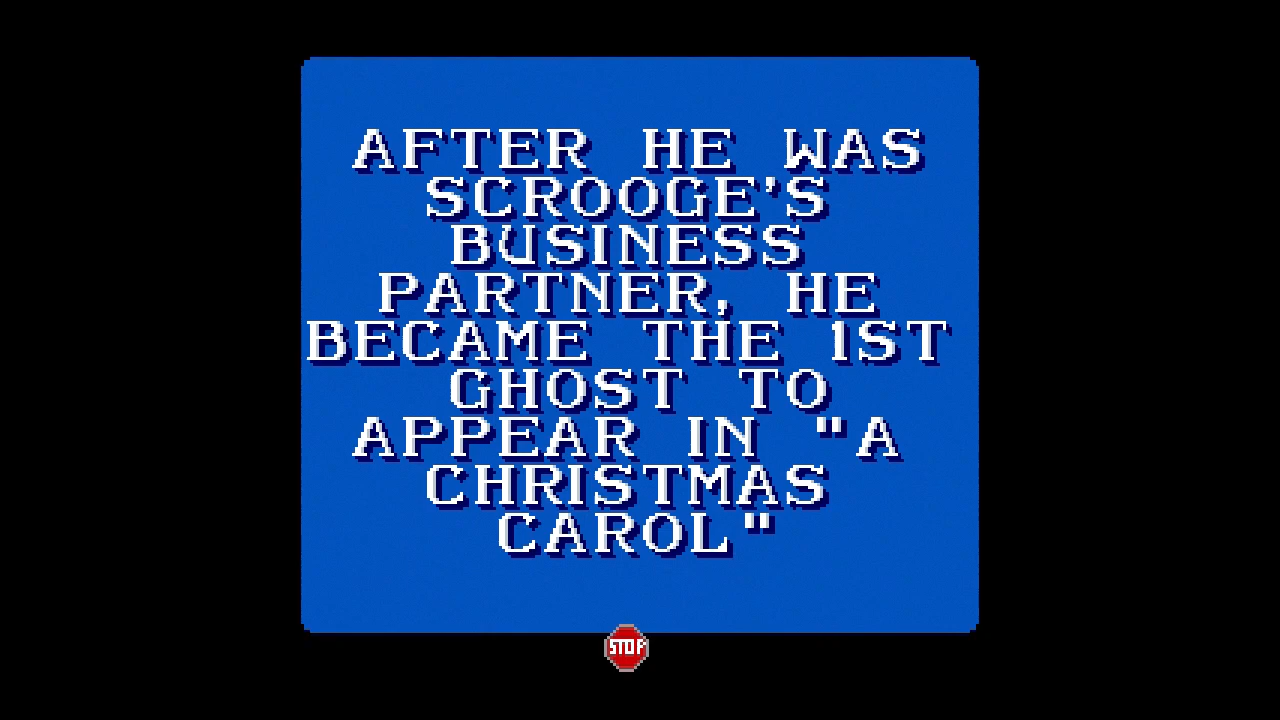 AFTER HE WAS
SCROOGE'S
BUSINESS
PARTNER, HE
BECAME THE 1ST
GHOST TO
APPEAR IN "A
CHRISTMAS
CAROL"
STOP